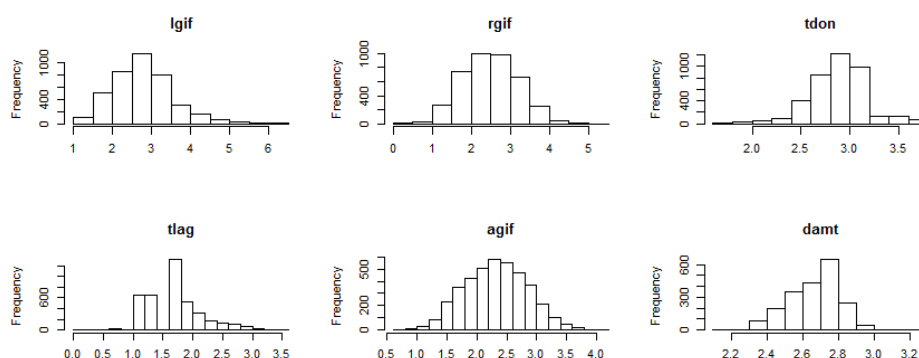 lgif
rgif
tdon
Frequency
0 400 1000
1 2 3 4 5 6
Frequency
0 400 1000
0 1 2 3 4 5
Frequency
0 400 1000
2.0 2.5 3.0 3.5
tlag
agif
damt
Frequency
0 600
0.0 0.5 1.0 1.5 2.0 2.5 3.0 3.5
Frequency
0 200 500
0.5 1.0 1.5 2.0 2.5 3.0 3.5 4.0
Frequency
0 300 600
2.2 2.4 2.6 2.8 3.0 3.2